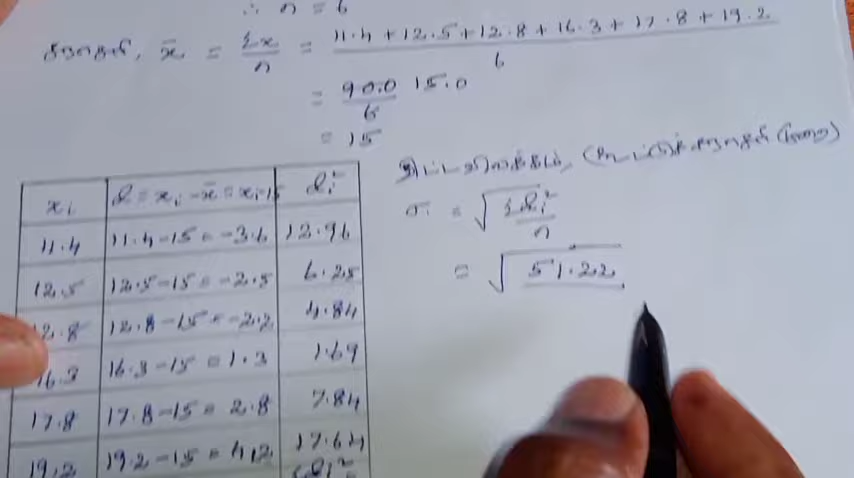 ∴ n = 6
x̄ = Σx/n = 11.4 + 12.5 + 12.8 + 16.3 + 17.8 + 19.2 / 6
= 90.0/6 15.0
= 15
xᵢ d = xᵢ - x̄ = xᵢ-15 dᵢ²
11.4 11.4-15 = -3.6 12.96
12.5 12.5-15 = -2.5 6.25
12.8 12.8-15 = -2.2 4.84
16.3 16.3-15 = 1.3 1.69
17.8 17.8-15 = 2.8 7.84
19.2 19.2-15 = 4.2 17.64
திட்டவிலக்கம்,
σ = √Σdᵢ²/n
= √51.22